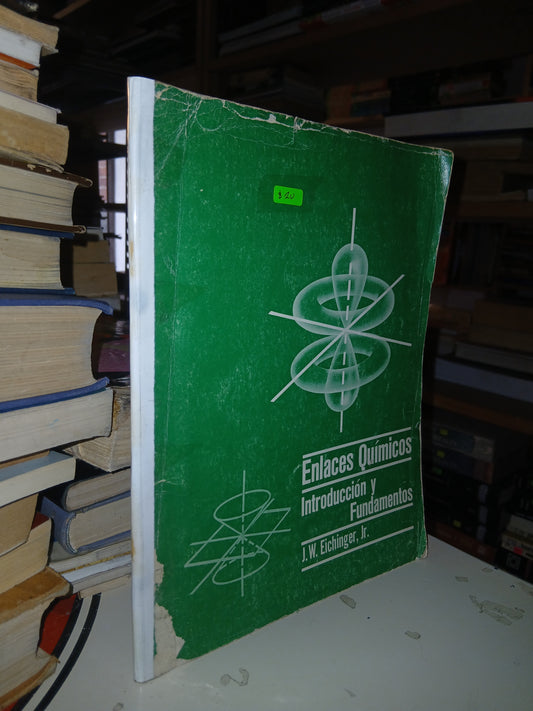 $20
Enlaces Químicos
Introducción y
Fundamentos
J. W. Eichinger, Jr.